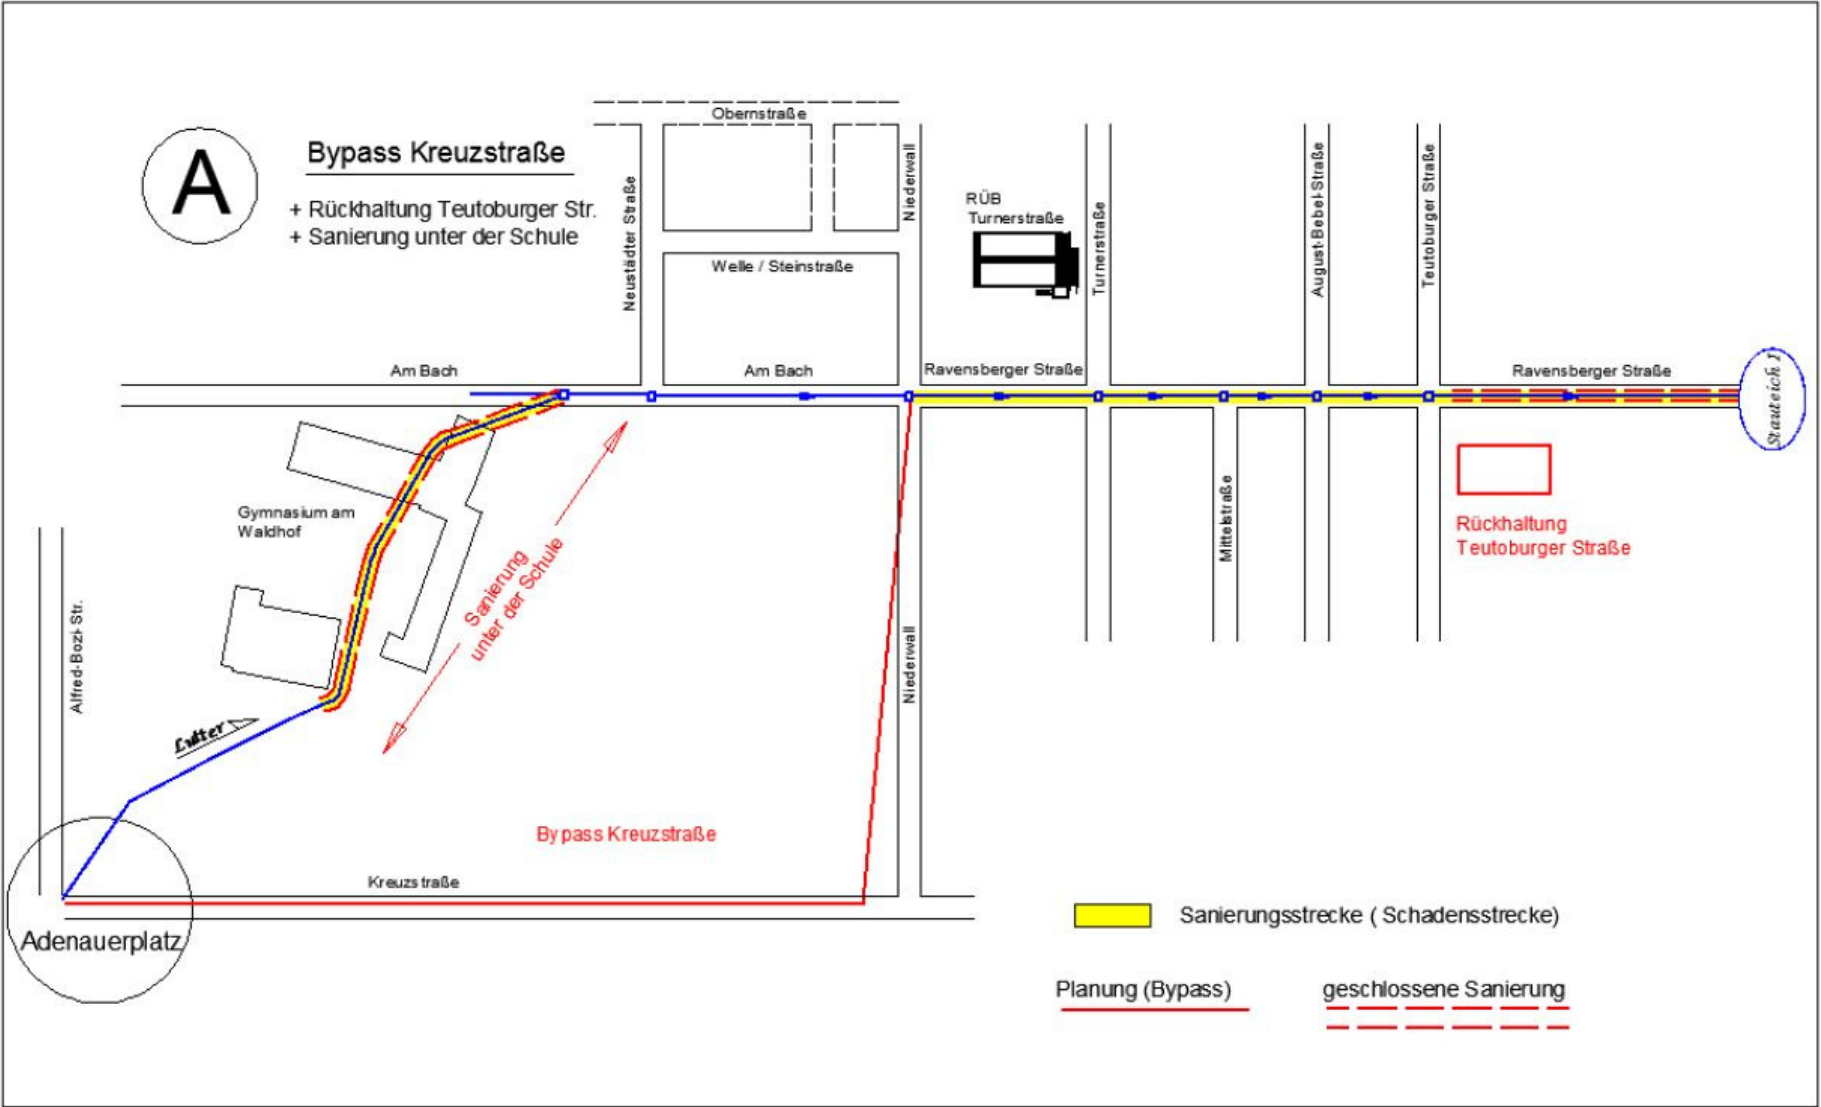 A
Bypass Kreuzstraße
+ Rückhaltung Teutoburger Str.
+ Sanierung unter der Schule
Obernstraße
Neustädter Straße
Niederwall
Welle / Steinstraße
RÜB
Turnerstraße
Turnerstraße
August-Bebel-Straße
Teutoburger Straße
Am Bach
Am Bach
Ravensberger Straße
Ravensberger Straße
Stauteich I
Gymnasium am
Waldhof
Sanierung
unter der Schule
Mittelstraße
Rückhaltung
Teutoburger Straße
Alfred-Bozi-Str.
Niederwall
Lutter
Bypass Kreuzstraße
Kreuzstraße
Adenauerplatz
Sanierungsstrecke ( Schadensstrecke)
Planung (Bypass)
geschlossene Sanierung